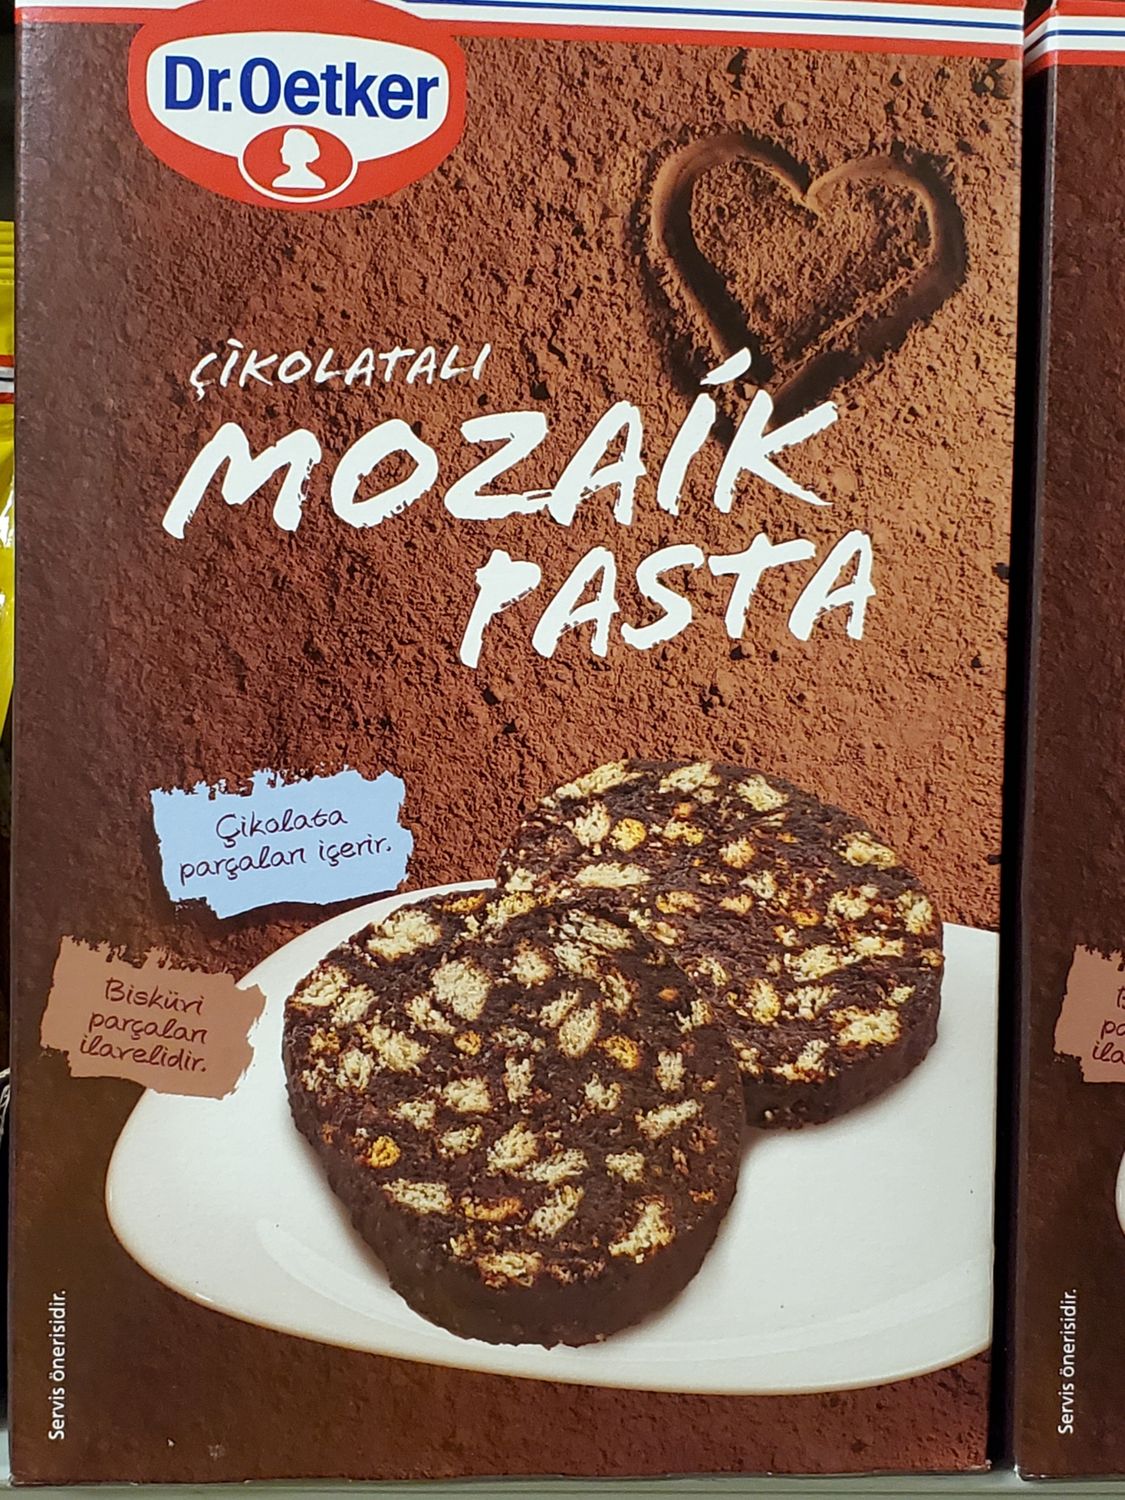 Dr.Oetker
ÇİKOLATALI
MOZAİK
PASTA
Çikolata
parçaları içerir.
Bisküvi
parçaları
ilavelidir.
Servis önerisidir.
Servis önerisidir.